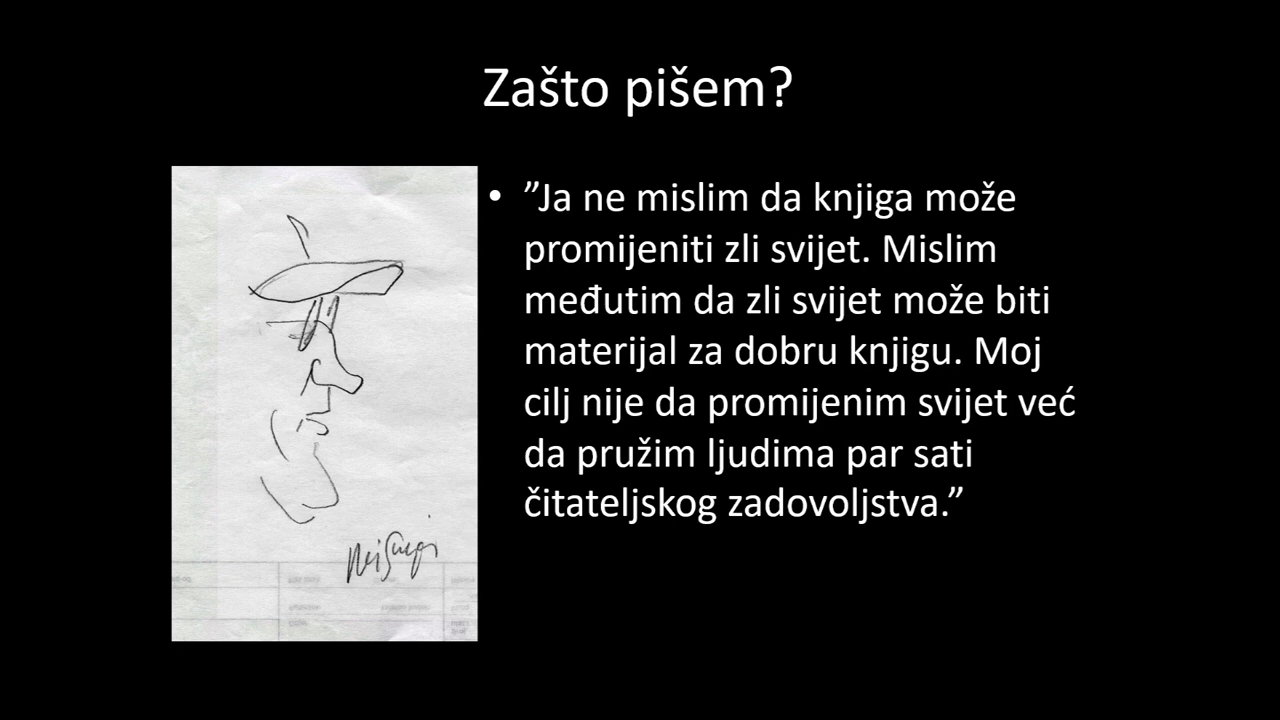 Zašto pišem?
• ”Ja ne mislim da knjiga može
promijeniti zli svijet. Mislim
međutim da zli svijet može biti
materijal za dobru knjigu. Moj
cilj nije da promijenim svijet već
da pružim ljudima par sati
čitateljskog zadovoljstva.”